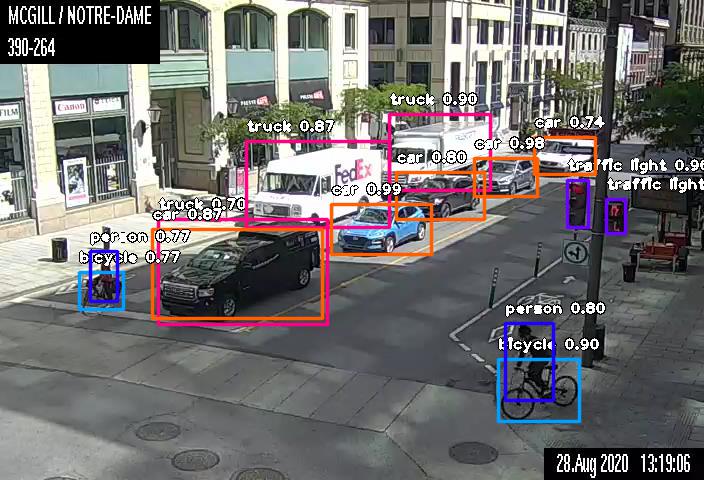 MCGILL / NOTRE-DAME
390-264
truck 0.90
truck 0.87
car 0.74
car 0.98
car 0.80
traffic light 0.96
traffic light
car 0.99
truck 0.70
car 0.87
person 0.77
bicycle 0.77
FILM
Canon
FedEx
person 0.80
bicycle 0.90
28.Aug 2020 13:19:06